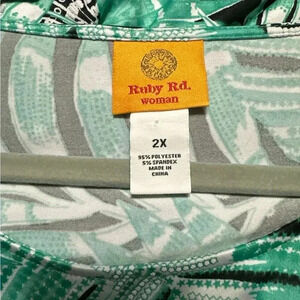 Ruby Rd.
woman
2X
95% POLYESTER
5% SPANDEX
MADE IN
CHINA